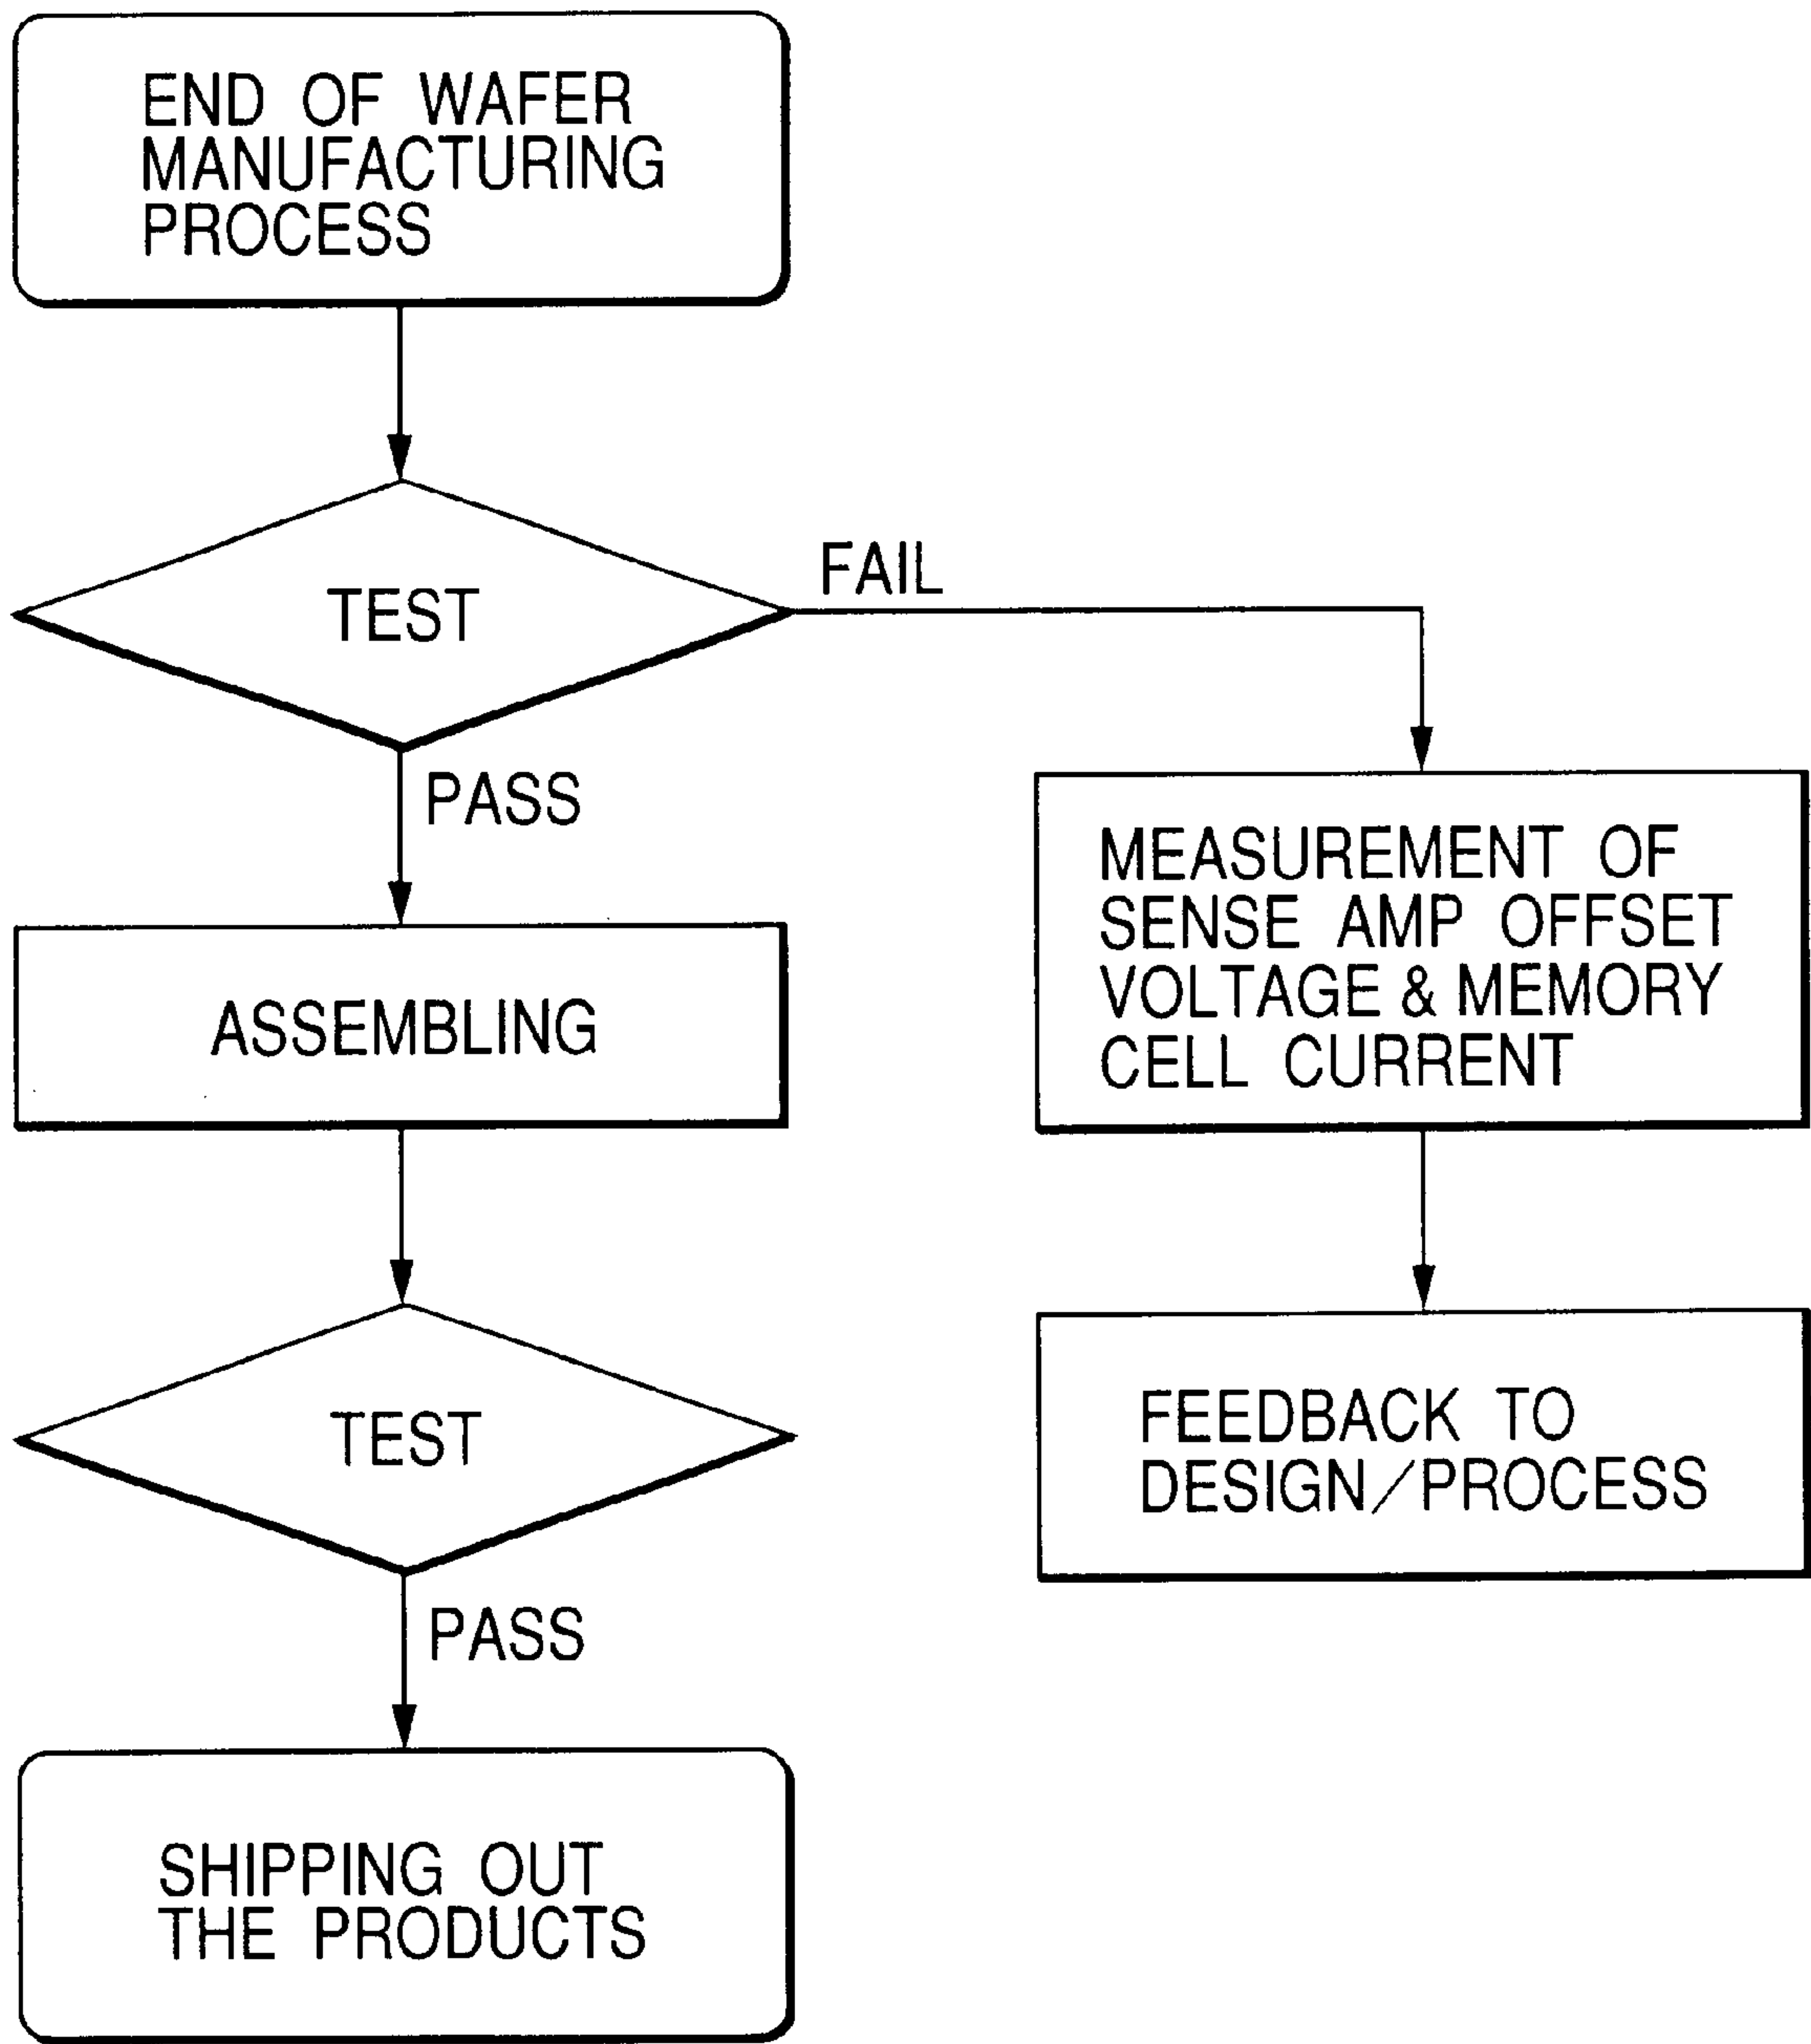 END OF WAFER
MANUFACTURING
PROCESS
TEST
FAIL
PASS
MEASUREMENT OF
SENSE AMP OFFSET
VOLTAGE & MEMORY
CELL CURRENT
ASSEMBLING
TEST
FEEDBACK TO
DESIGN/PROCESS
PASS
SHIPPING OUT
THE PRODUCTS